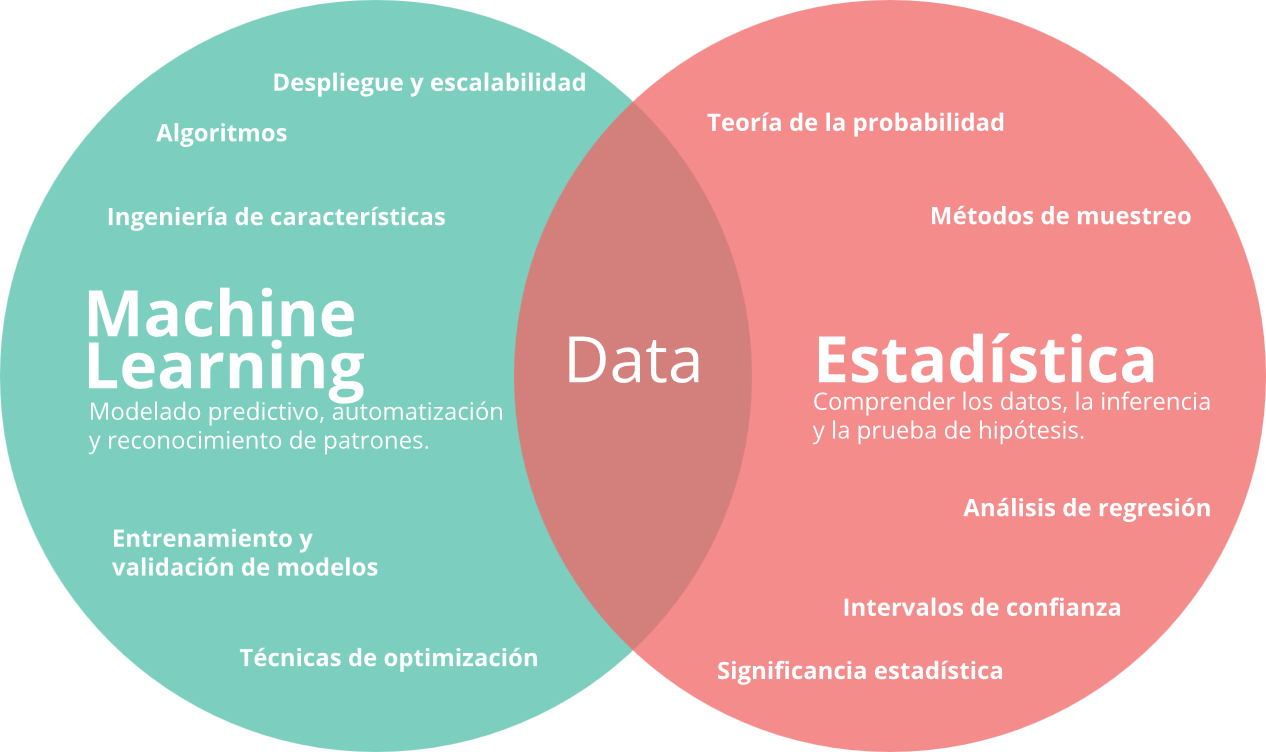 Despliegue y escalabilidad
Algoritmos
Ingeniería de características
Machine
Learning
Modelado predictivo, automatización
y reconocimiento de patrones.
Entrenamiento y
validación de modelos
Técnicas de optimización
Data
Teoría de la probabilidad
Métodos de muestreo
Estadística
Comprender los datos, la inferencia
y la prueba de hipótesis.
Análisis de regresión
Intervalos de confianza
Significancia estadística